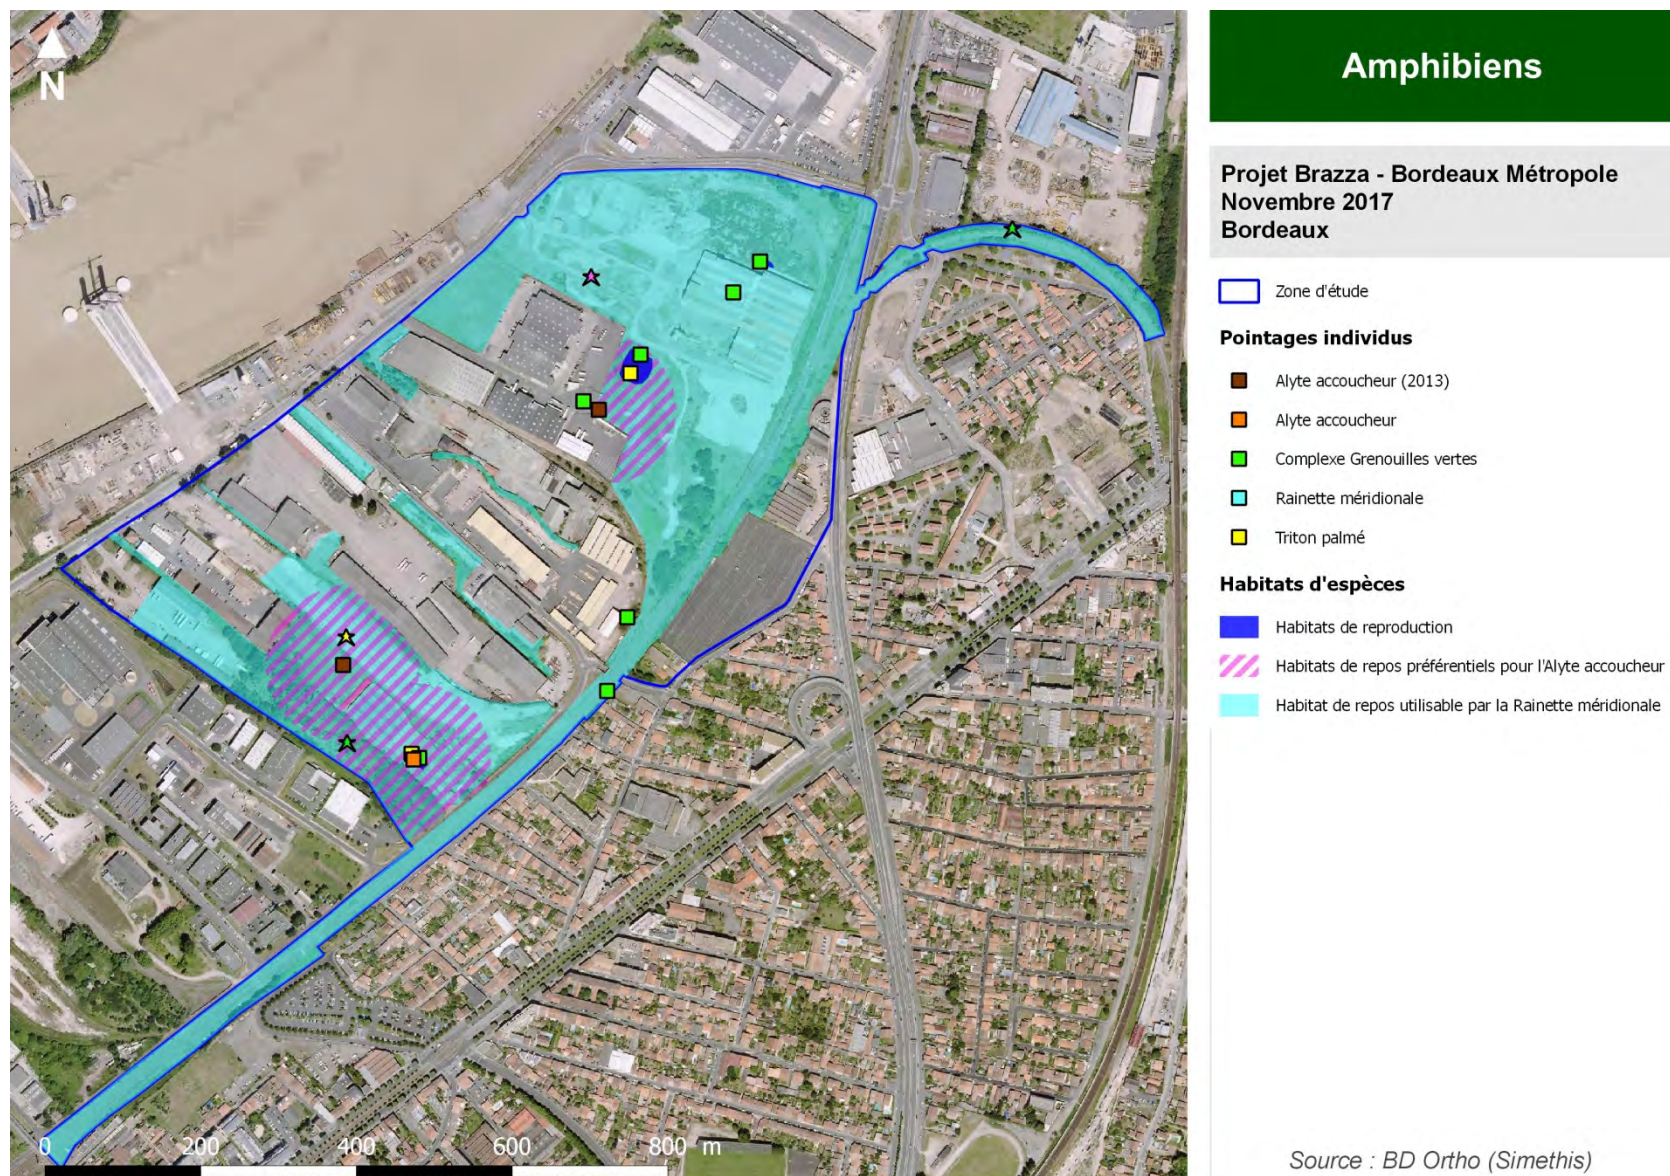 N
Amphibiens
Projet Brazza - Bordeaux Métropole
Novembre 2017
Bordeaux
Zone d'étude
Pointages individus
Alyte accoucheur (2013)
Alyte accoucheur
Complexe Grenouilles vertes
Rainette méridionale
Triton palmé
Habitats d'espèces
Habitats de reproduction
Habitats de repos préférentiels pour l'Alyte accoucheur
Habitat de repos utilisable par la Rainette méridionale
0 200 400 600 800 m
Source : BD Ortho (Simethis)